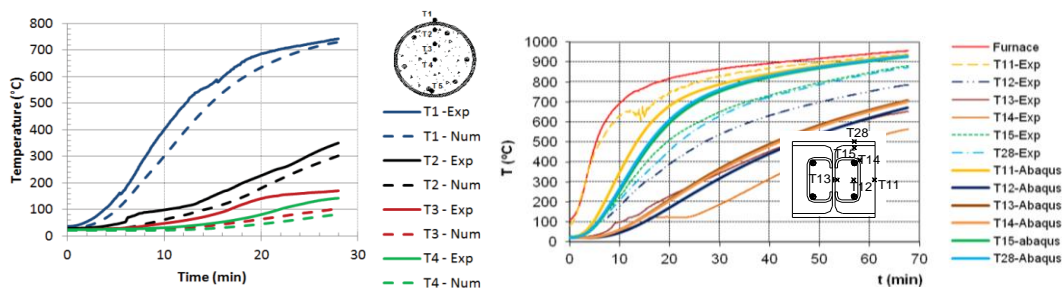 800
700
600
500
400
300
200
100
0
Temperature (°C)
0 10 20 30
Time (min)
T1
T2
T3
T4
T5
T1 - Exp
T1 - Num
T2 - Exp
T2 - Num
T3 - Exp
T3 - Num
T4 - Exp
T4 - Num
1000
900
800
700
600
500
400
300
200
100
0
T (ºC)
0 10 20 30 40 50 60 70
t (min)
T28
T15
T14
T13
T12
T11
Furnace
T11-Exp
T12-Exp
T13-Exp
T14-Exp
T15-Exp
T28-Exp
T11-Abaqus
T12-Abaqus
T13-Abaqus
T14-Abaqus
T15-abaqus
T28-Abaqus